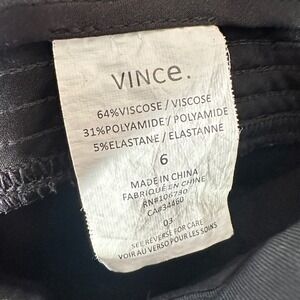 VINCe.
64%VISCOSE / VISCOSE
31%POLYAMIDE / POLYAMIDE
5%ELASTANE / ELASTANNE
6
MADE IN CHINA
FABRIQUÉ EN CHINE
RN#106730
CA#34460
03
SEE REVERSE FOR CARE
VOIR AU VERSO POUR LES SOINS